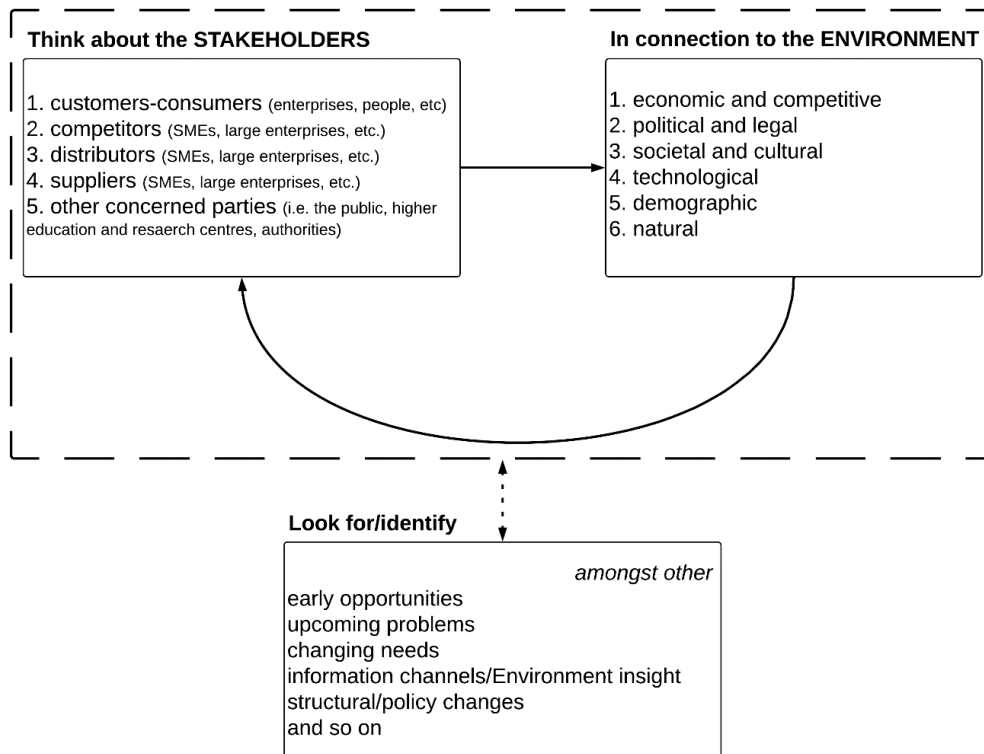 Think about the STAKEHOLDERS
1. customers-consumers (enterprises, people, etc)
2. competitors (SMEs, large enterprises, etc.)
3. distributors (SMEs, large enterprises, etc.)
4. suppliers (SMEs, large enterprises, etc.)
5. other concerned parties (i.e. the public, higher
education and resaerch centres, authorities)
In connection to the ENVIRONMENT
1. economic and competitive
2. political and legal
3. societal and cultural
4. technological
5. demographic
6. natural
Look for/identify
amongst other
early opportunities
upcoming problems
changing needs
information channels/Environment insight
structural/policy changes
and so on